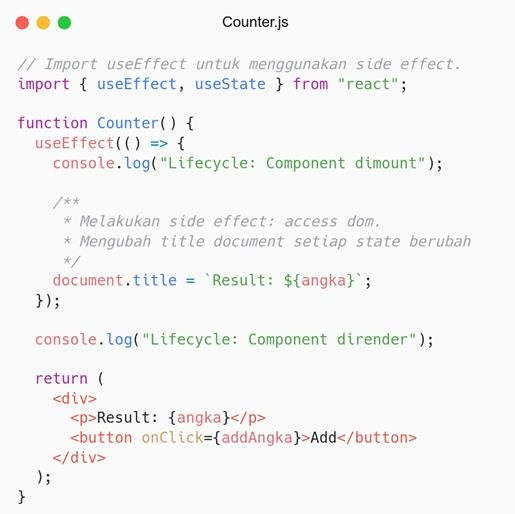 Counter.js
// Import useEffect untuk menggunakan side effect.
import { useEffect, useState } from "react";
function Counter() {
useEffect(() => {
console.log("Lifecycle: Component dimount");
/**
* Melakukan side effect: access dom.
* Mengubah title document setiap state berubah
*/
document.title = `Result: ${angka}`;
});
console.log("Lifecycle: Component dirender");
return (
<div>
<p>Result: {angka}</p>
<button onClick={addAngka}>Add</button>
</div>
);
}